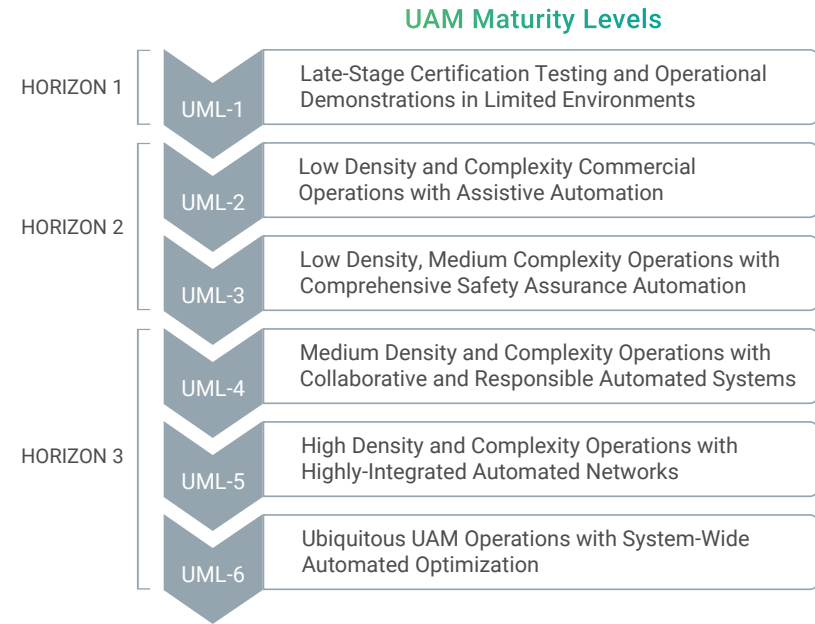 UAM Maturity Levels
HORIZON 1
UML-1
Late-Stage Certification Testing and Operational
Demonstrations in Limited Environments
HORIZON 2
UML-2
Low Density and Complexity Commercial
Operations with Assistive Automation
UML-3
Low Density, Medium Complexity Operations with
Comprehensive Safety Assurance Automation
HORIZON 3
UML-4
Medium Density and Complexity Operations with
Collaborative and Responsible Automated Systems
UML-5
High Density and Complexity Operations with
Highly-Integrated Automated Networks
UML-6
Ubiquitous UAM Operations with System-Wide
Automated Optimization